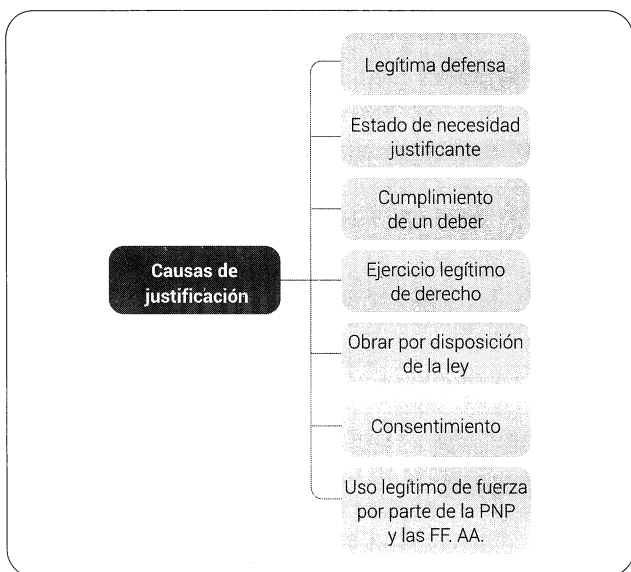 Legítima defensa
Estado de necesidad
justificante
Cumplimiento
de un deber
Causas de
justificación
Ejercicio legítimo
de derecho
Obrar por disposición
de la ley
Consentimiento
Uso legítimo de fuerza
por parte de la PNP
y las FF. AA.